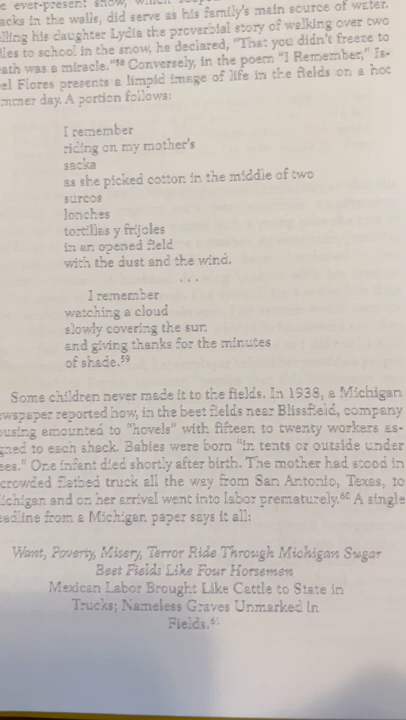 ever-present snow, which
acks in the walls, did serve as his family's main source of water.
lling his daughter Lydia the proverbial story of walking over two
les to school in the snow, he declared, "That you didn't freeze to
ath was a miracle."58 Conversely, in the poem "I Remember," Is-
el Flores presents a limpid image of life in the fields on a hot
mmer day. A portion follows:
I remember
riding on my mother's
sacka
as she picked cotton in the middle of two
surcos
lonches
tortillas y frijoles
in an opened field
with the dust and the wind.
. . .
I remember
watching a cloud
slowly covering the sun
and giving thanks for the minutes
of shade.59
Some children never made it to the fields. In 1938, a Michigan
wspaper reported how, in the beet fields near Blissfield, company
ousing amounted to "hovels" with fifteen to twenty workers as-
gned to each shack. Babies were born "in tents or outside under
ees." One infant died shortly after birth. The mother had stood in
crowded flatbed truck all the way from San Antonio, Texas, to
ichigan and on her arrival went into labor prematurely.60 A single
eadline from a Michigan paper says it all:
Want, Poverty, Misery, Terror Ride Through Michigan Sugar
Beet Fields Like Four Horsemen
Mexican Labor Brought Like Cattle to State in
Trucks; Nameless Graves Unmarked in
Fields.61